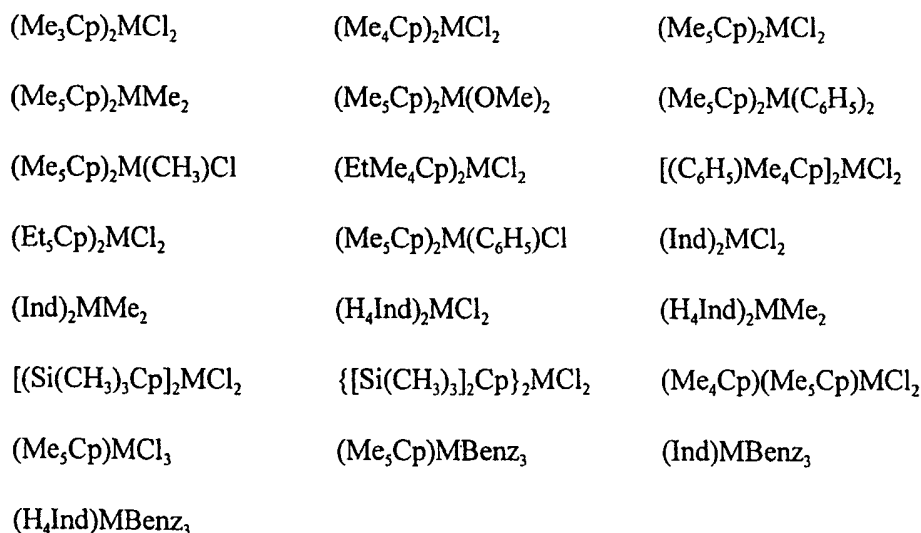 (Me₃Cp)₂MCl₂ (Me₄Cp)₂MCl₂ (Me₅Cp)₂MCl₂
(Me₅Cp)₂MMe₂ (Me₅Cp)₂M(OMe)₂ (Me₅Cp)₂M(C₆H₅)₂
(Me₅Cp)₂M(CH₃)Cl (EtMe₄Cp)₂MCl₂ [(C₆H₅)Me₄Cp]₂MCl₂
(Et₅Cp)₂MCl₂ (Me₅Cp)₂M(C₆H₅)Cl (Ind)₂MCl₂
(Ind)₂MMe₂ (H₄Ind)₂MCl₂ (H₄Ind)₂MMe₂
[(Si(CH₃)₃Cp]₂MCl₂ {[Si(CH₃)₃]₂Cp}₂MCl₂ (Me₄Cp)(Me₅Cp)MCl₂
(Me₅Cp)MCl₃ (Me₅Cp)MBenz₃ (Ind)MBenz₃
(H₄Ind)MBenz₃